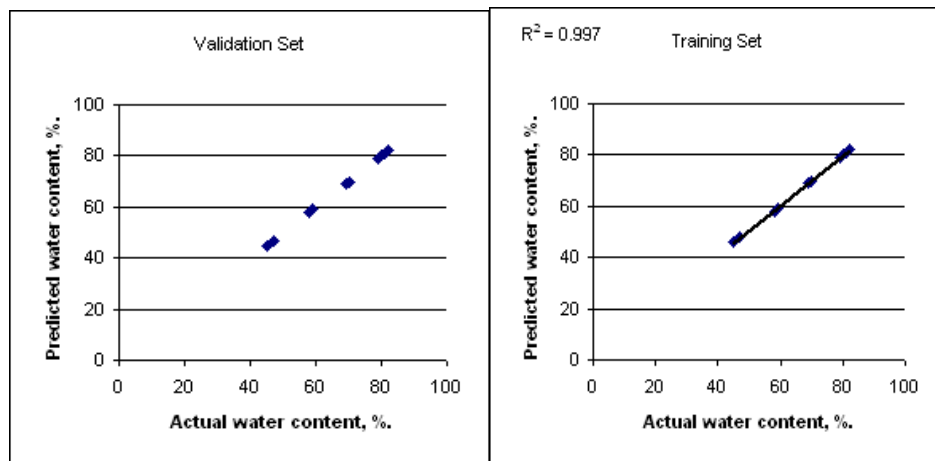 Validation Set
Predicted water content, %.
100
80
60
40
20
0
0 20 40 60 80 100
Actual water content, %.
R² = 0.997
Training Set
Predicted water content, %.
100
80
60
40
20
0
0 20 40 60 80 100
Actual water content, %.